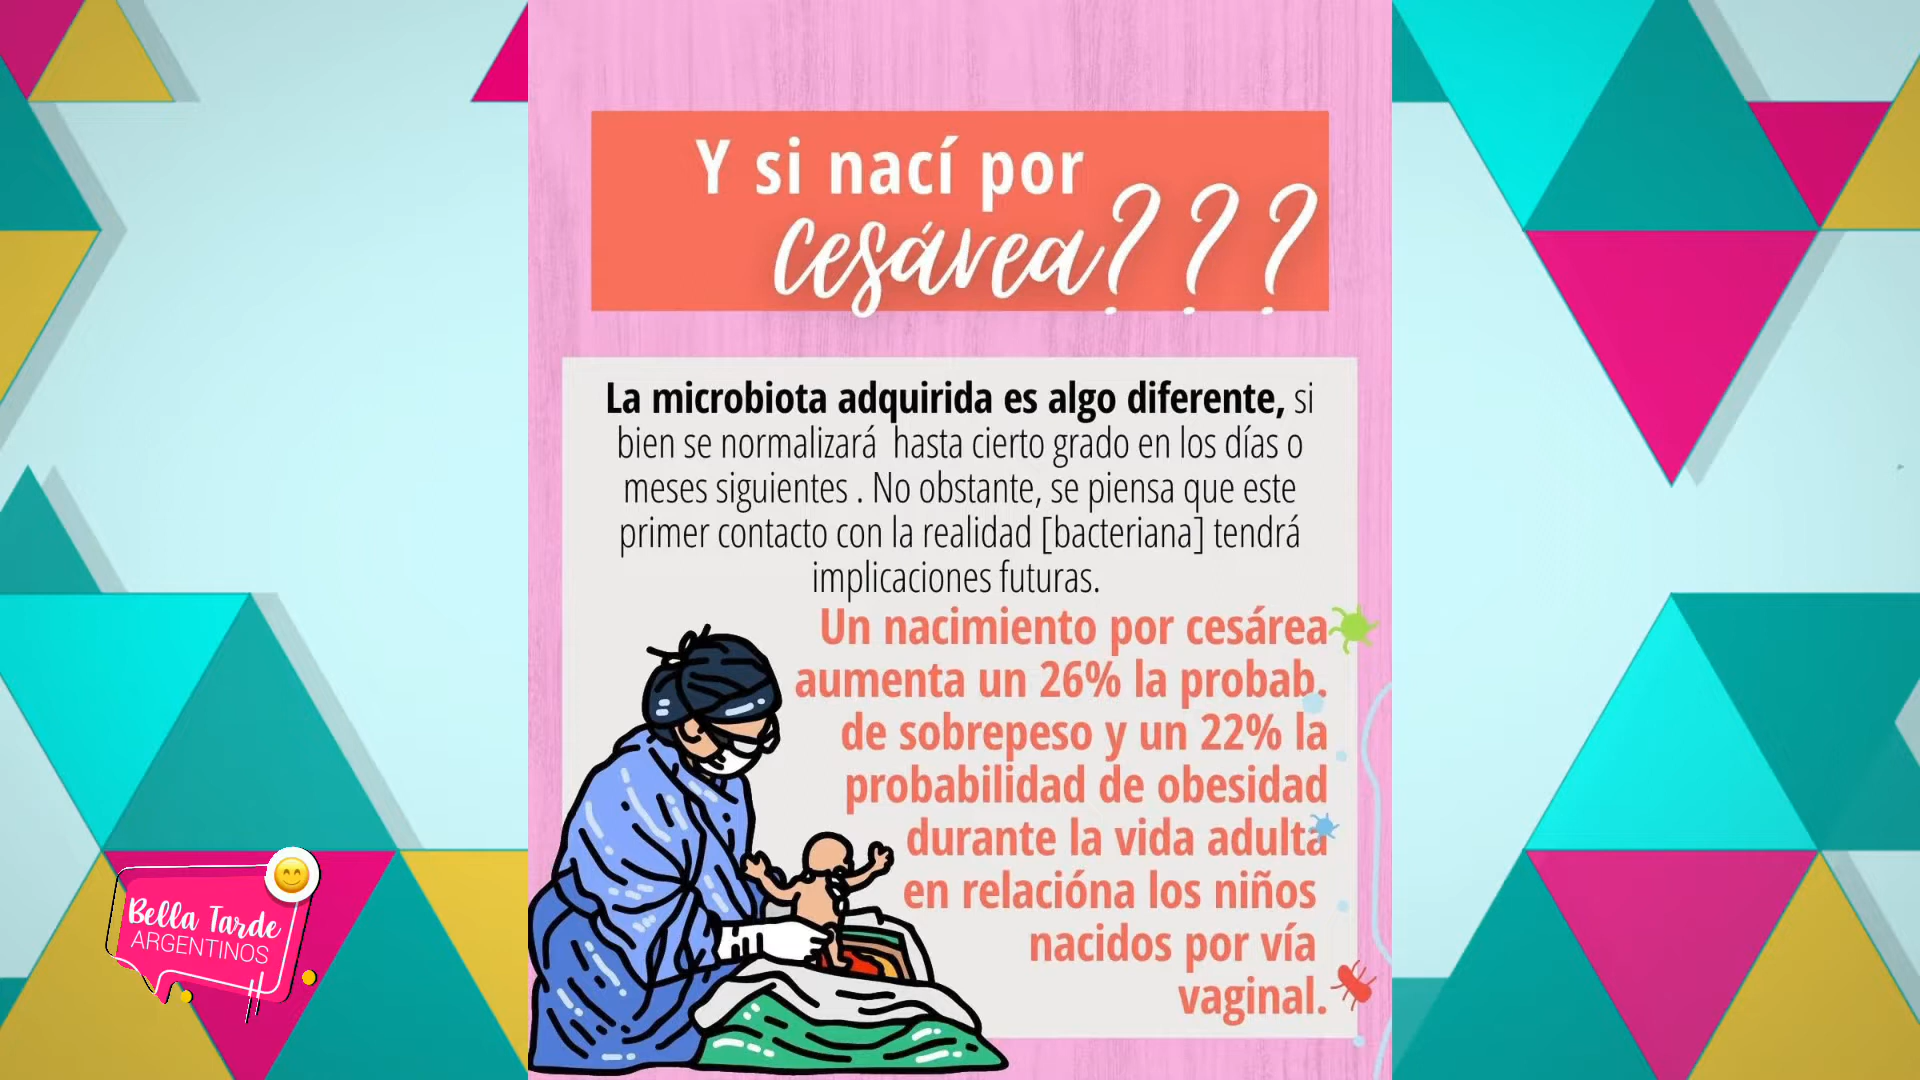 Y si nací por
cesárea???
La microbiota adquirida es algo diferente, si
bien se normalizará hasta cierto grado en los días o
meses siguientes . No obstante, se piensa que este
primer contacto con la realidad [bacteriana] tendrá
implicaciones futuras.
Un nacimiento por cesárea
aumenta un 26% la probab.
de sobrepeso y un 22% la
probabilidad de obesidad
durante la vida adulta
en relacióna los niños
nacidos por vía
vaginal.
Bella Tarde
ARGENTINOS